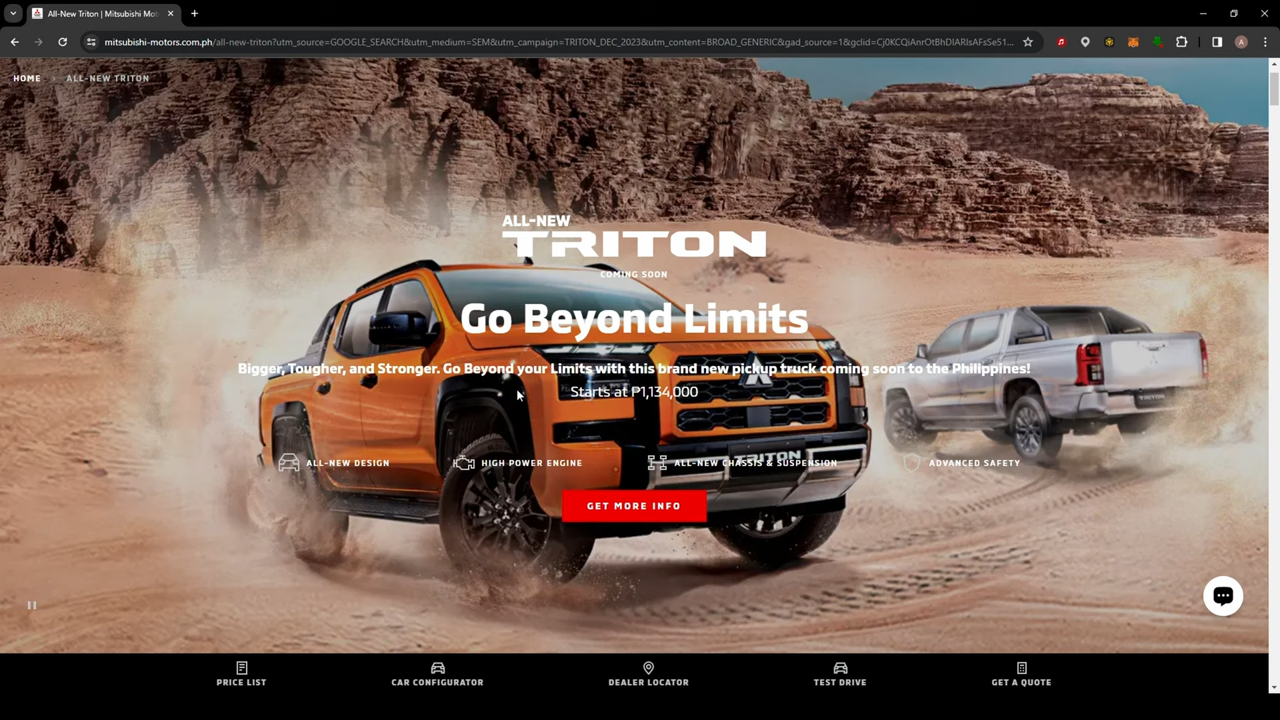 All-New Triton | Mitsubishi Mot
mitsubishi-motors.com.ph/all-new-triton?utm_source=GOOGLE_SEARCH&utm_medium=SEM&utm_campaign=TRITON_DEC_2023&utm_content=BROAD_GENERIC&gad_source=1&gclid=Cj0KCQiAnrOtBhDIARIsAFsSe51...
A
HOME › ALL-NEW TRITON
ALL-NEW
TRITON
COMING SOON
Go Beyond Limits
Bigger, Tougher, and Stronger. Go Beyond your Limits with this brand new pickup truck coming soon to the Philippines!
Starts at ₱1,134,000
TRITON
ALL-NEW DESIGN
HIGH POWER ENGINE
ALL-NEW CHASSIS & SUSPENSION
ADVANCED SAFETY
GET MORE INFO
PRICE LIST
CAR CONFIGURATOR
DEALER LOCATOR
TEST DRIVE
GET A QUOTE